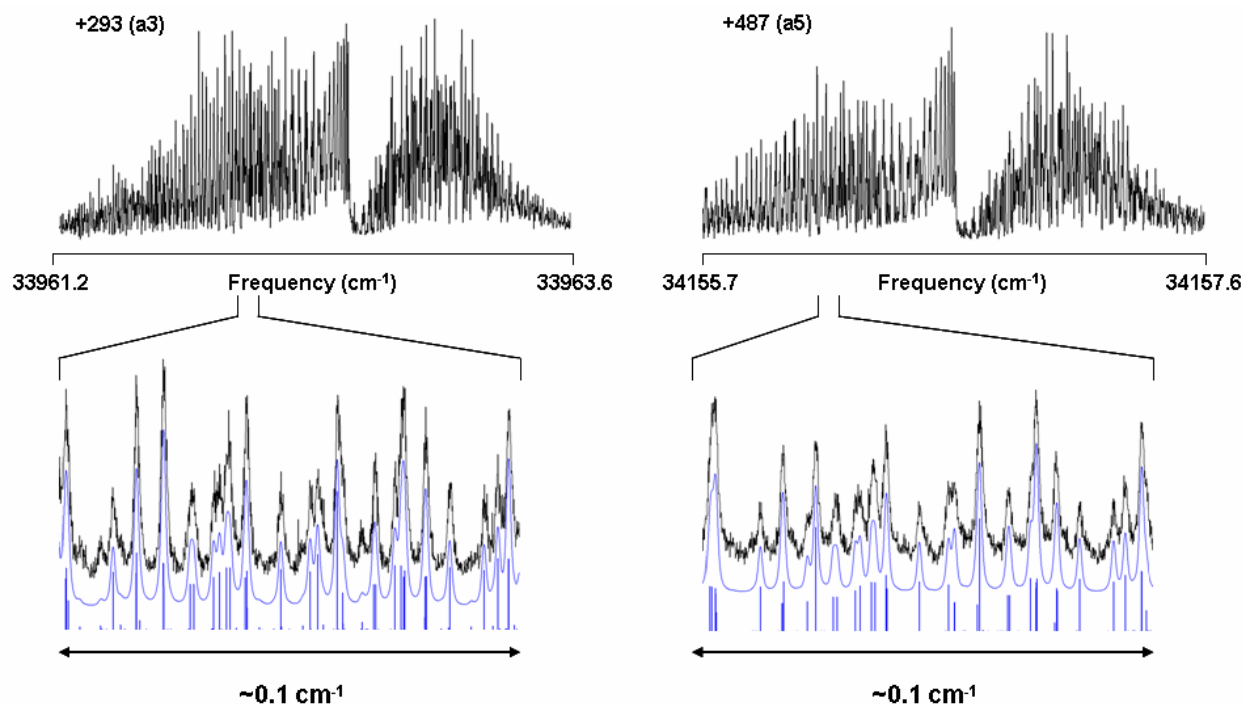 +293 (a3)
+487 (a5)
33961.2 Frequency (cm-1) 33963.6
34155.7 Frequency (cm-1) 34157.6
~0.1 cm-1
~0.1 cm-1